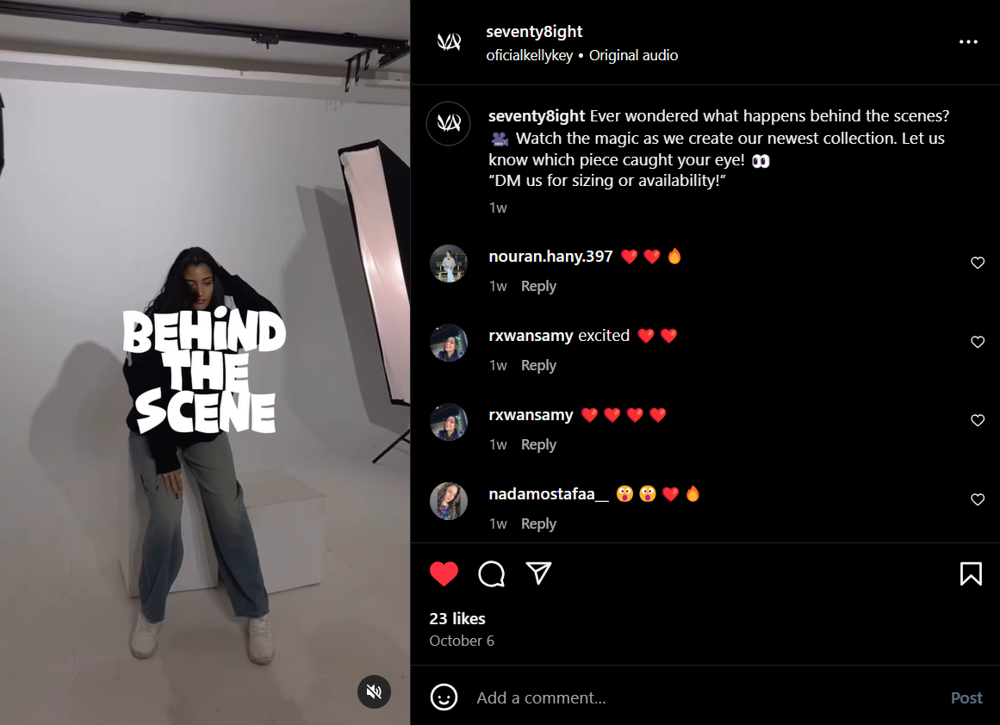 BEHIND
THE
SCENE
seventy8ight
oficialkellykey • Original audio
seventy8ight Ever wondered what happens behind the scenes?
🎥 Watch the magic as we create our newest collection. Let us
know which piece caught your eye! 👀
“DM us for sizing or availability!”
1w
nouran.hany.397 ❤️❤️🔥
1w Reply
rxwansamy excited ❤️❤️
1w Reply
rxwansamy ❤️❤️❤️❤️
1w Reply
nadamostafaa__ 😲😲❤️🔥
1w Reply
23 likes
October 6
Add a comment...
Post